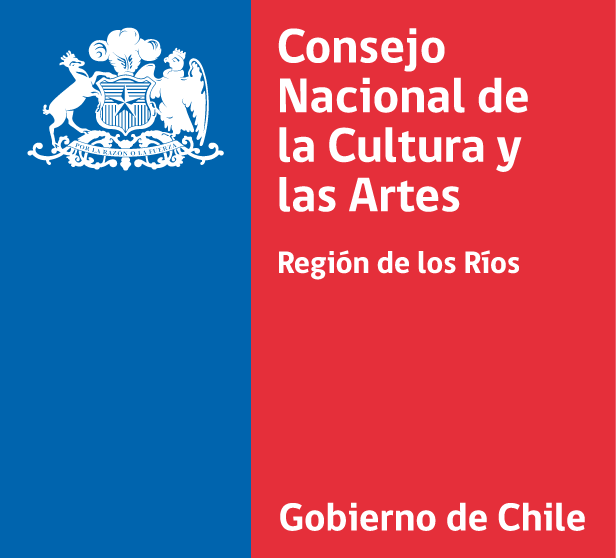 POR LA RAZON O LA FUERZA
Consejo
Nacional de
la Cultura y
las Artes
Región de los Ríos
Gobierno de Chile